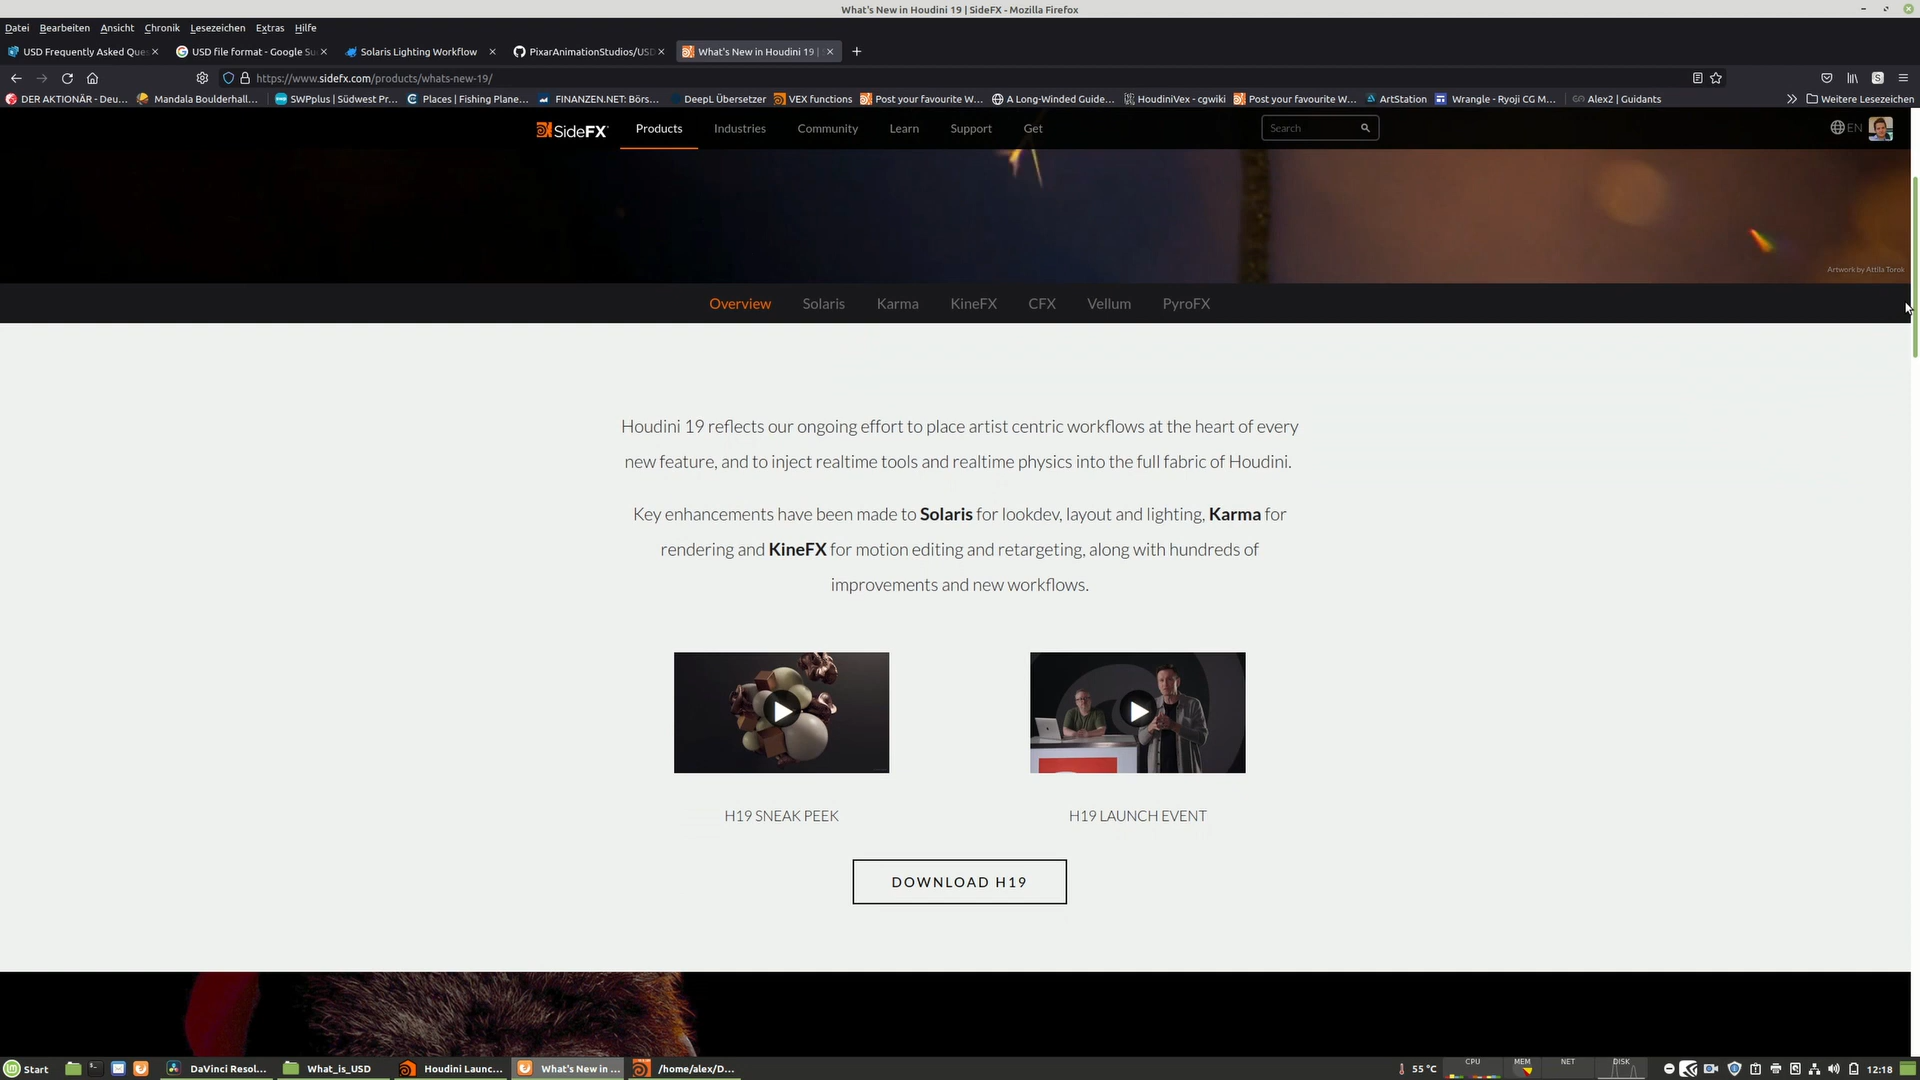 What's New in Houdini 19 | SideFX - Mozilla Firefox
Datei Bearbeiten Ansicht Chronik Lesezeichen Extras Hilfe
USD Frequently Asked Ques
USD file format - Google Su
Solaris Lighting Workflow
PixarAnimationStudios/USD
What's New in Houdini 19 |
https://www.sidefx.com/products/whats-new-19/
DER AKTIONÄR - Deu...
Mandala Boulderhall...
SWPplus | Südwest Pr...
Places | Fishing Plane...
FINANZEN.NET: Börs...
DeepL Übersetzer
VEX functions
Post your favourite W...
A Long-Winded Guide...
HoudiniVex - cgwiki
Post your favourite W...
ArtStation
Wrangle - Ryoji CG M...
Alex2 | Guidants
Weitere Lesezeichen
SideFX
Products Industries Community Learn Support Get
Search
EN
Artwork by Attila Torok
Overview Solaris Karma KineFX CFX Vellum PyroFX
Houdini 19 reflects our ongoing effort to place artist centric workflows at the heart of every
new feature, and to inject realtime tools and realtime physics into the full fabric of Houdini.
Key enhancements have been made to Solaris for lookdev, layout and lighting, Karma for
rendering and KineFX for motion editing and retargeting, along with hundreds of
improvements and new workflows.
H19 SNEAK PEEK
H19 LAUNCH EVENT
DOWNLOAD H19
Start
DaVinci Resol...
What_is_USD
Houdini Launc...
What's New in ...
/home/alex/D...
55 °C
CPU
MEM
NET
DISK
12:18